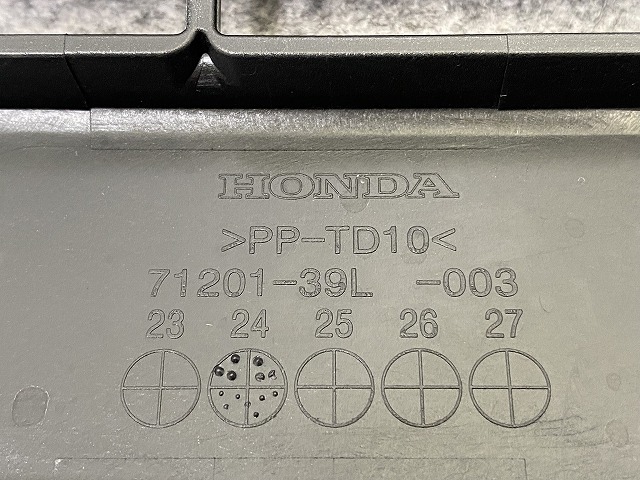 HONDA
>PP-TD10<
71201-39L -003
23 24 25 26 27